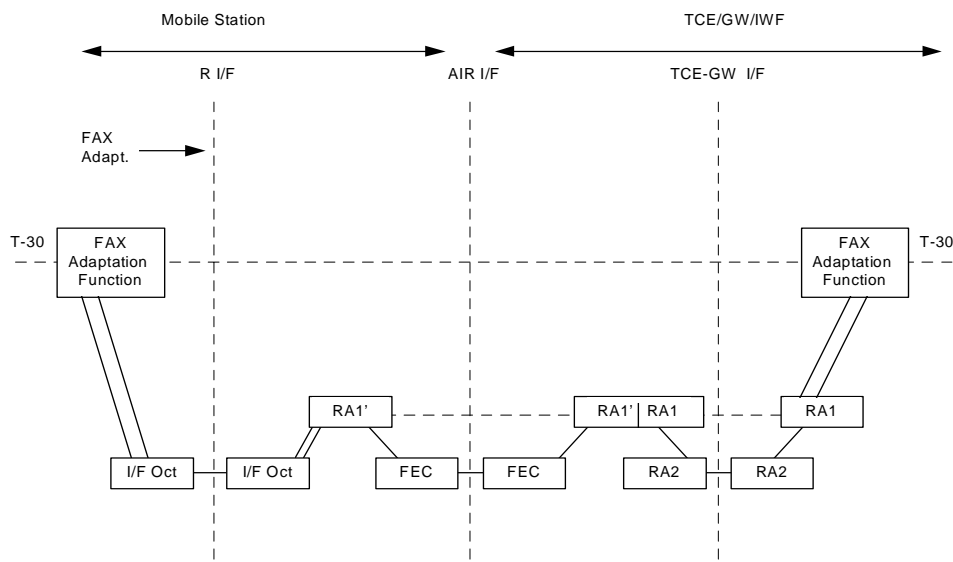 Mobile Station
TCE/GW/IWF
R I/F
AIR I/F
TCE-GW I/F
FAX
Adapt.
T-30
FAX
Adaptation
Function
FAX
Adaptation
Function
T-30
RA1'
RA1' RA1
RA1
I/F Oct
I/F Oct
FEC
FEC
RA2
RA2